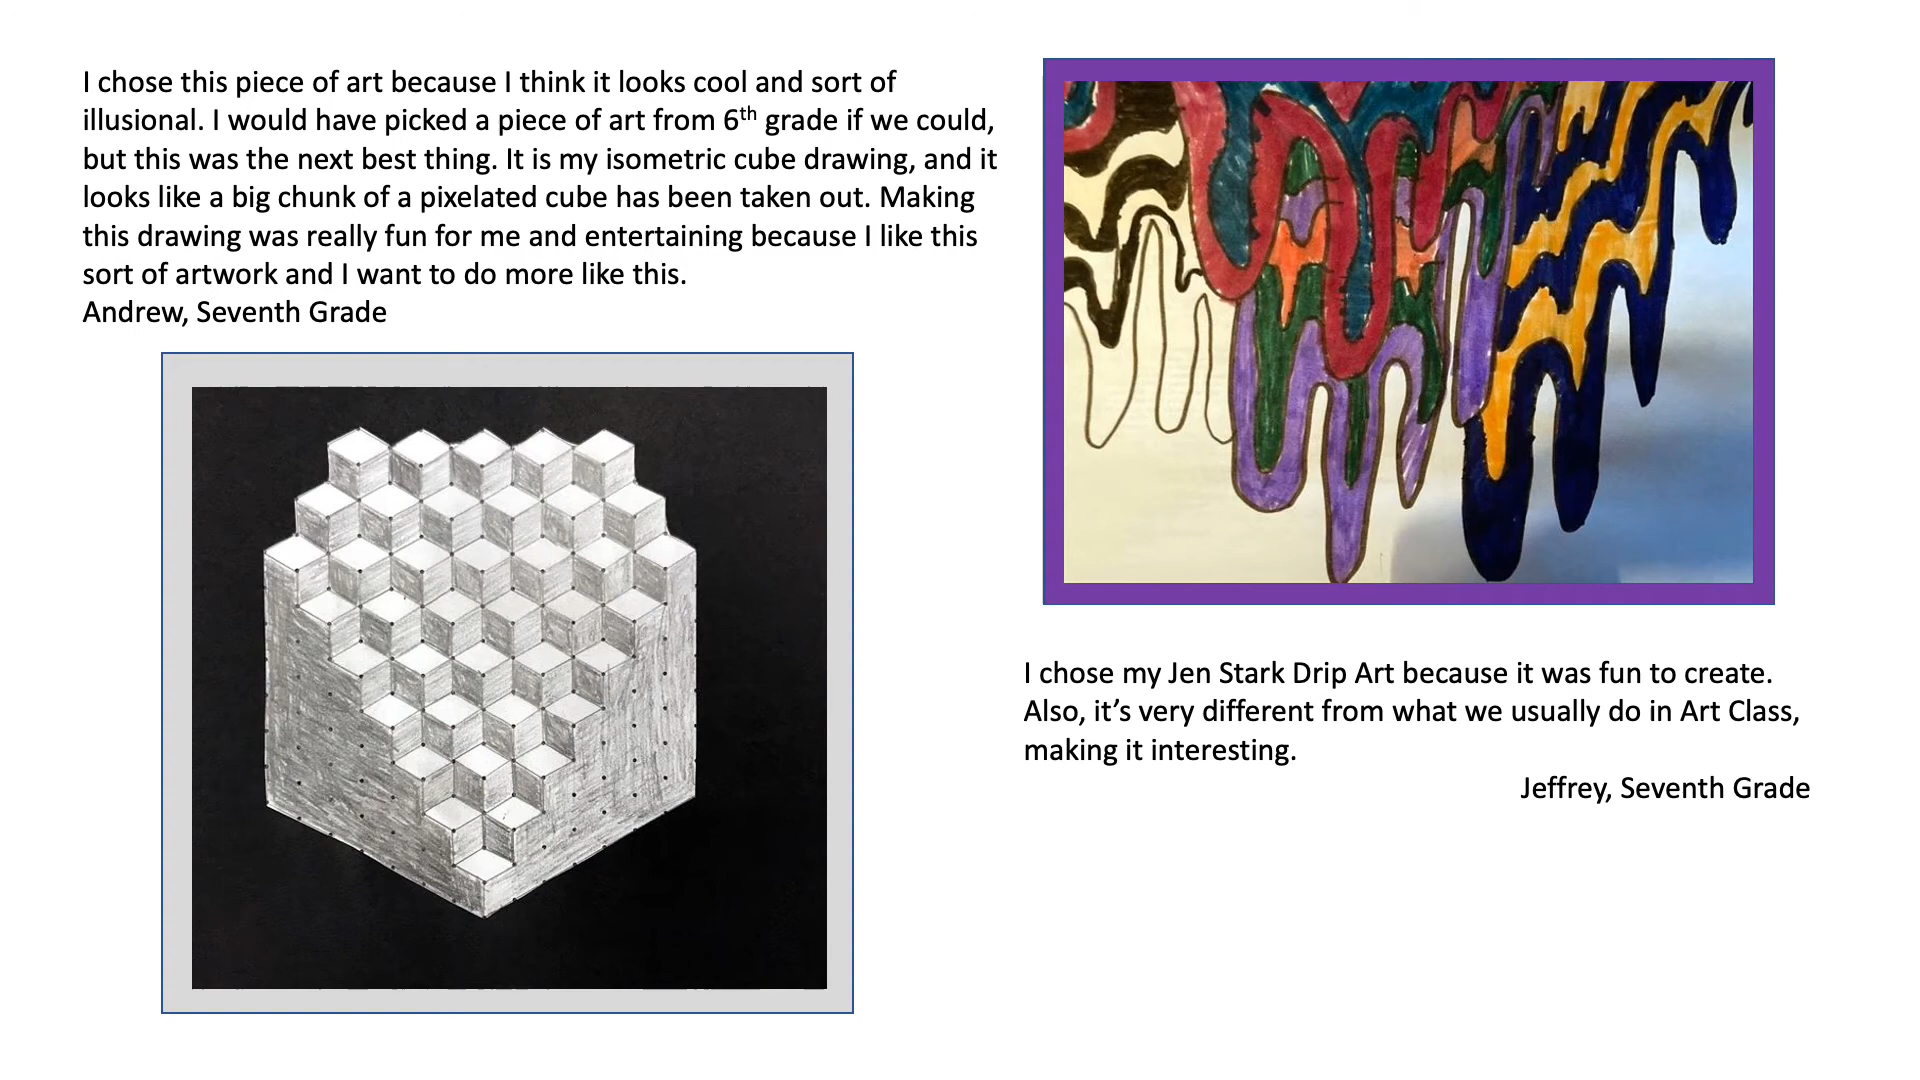 I chose this piece of art because I think it looks cool and sort of
illusional. I would have picked a piece of art from 6th grade if we could,
but this was the next best thing. It is my isometric cube drawing, and it
looks like a big chunk of a pixelated cube has been taken out. Making
this drawing was really fun for me and entertaining because I like this
sort of artwork and I want to do more like this.
Andrew, Seventh Grade
I chose my Jen Stark Drip Art because it was fun to create.
Also, it’s very different from what we usually do in Art Class,
making it interesting.
Jeffrey, Seventh Grade